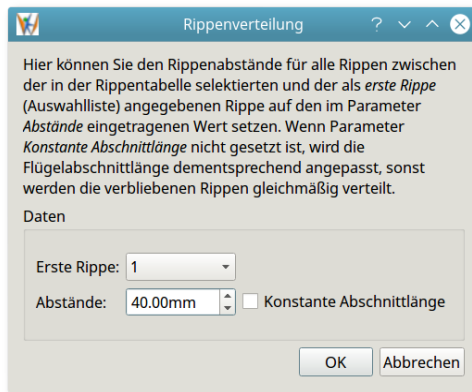 Rippenverteilung
Hier können Sie den Rippenabstände für alle Rippen zwischen
der in der Rippentabelle selektierten und der als erste Rippe
(Auswahlliste) angegebenen Rippe auf den im Parameter
Abstände eingetragenen Wert setzen. Wenn Parameter
Konstante Abschnittlänge nicht gesetzt ist, wird die
Flügelabschnittlänge dementsprechend angepasst, sonst
werden die verbliebenen Rippen gleichmäßig verteilt.
Daten
Erste Rippe: 1
Abstände: 40.00mm Konstante Abschnittlänge
OK Abbrechen